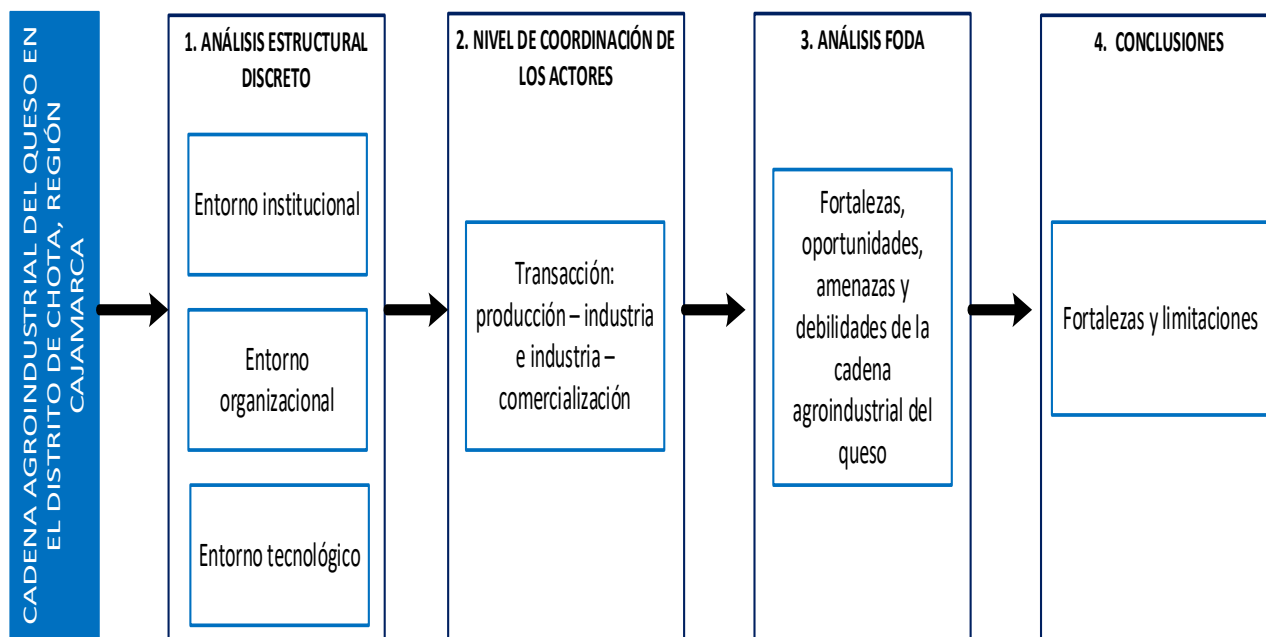 CADENA AGROINDUSTRIAL DEL QUESO EN
EL DISTRITO DE CHOTA, REGIÓN
CAJAMARCA
1. ANÁLISIS ESTRUCTURAL
DISCRETO
Entorno institucional
Entorno
organizacional
Entorno tecnológico
2. NIVEL DE COORDINACIÓN DE
LOS ACTORES
Transacción:
producción – industria
e industria –
comercialización
3. ANÁLISIS FODA
Fortalezas,
oportunidades,
amenazas y
debilidades de la
cadena
agroindustrial del
queso
4. CONCLUSIONES
Fortalezas y limitaciones